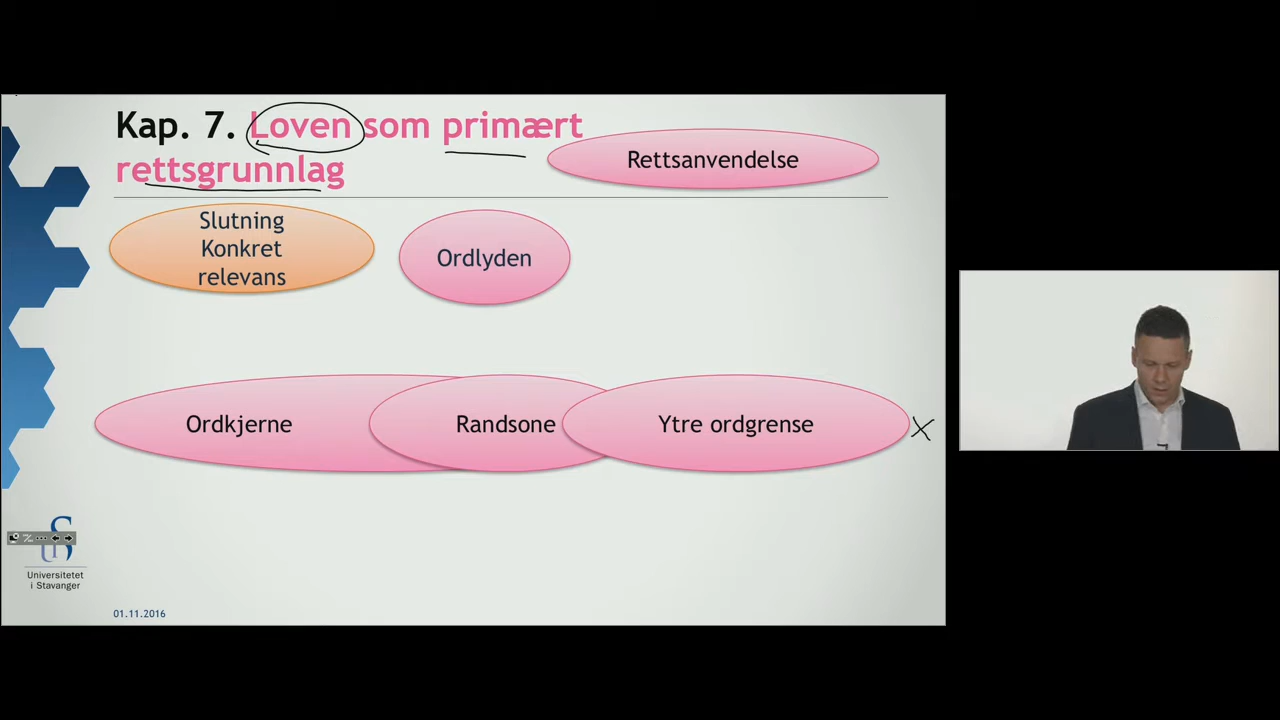 Kap. 7. Loven som primært
rettsgrunnlag
Rettsanvendelse
Slutning
Konkret
relevans
Ordlyden
Ordkjerne
Randsone
Ytre ordgrense
X
Universitetet
i Stavanger
01.11.2016